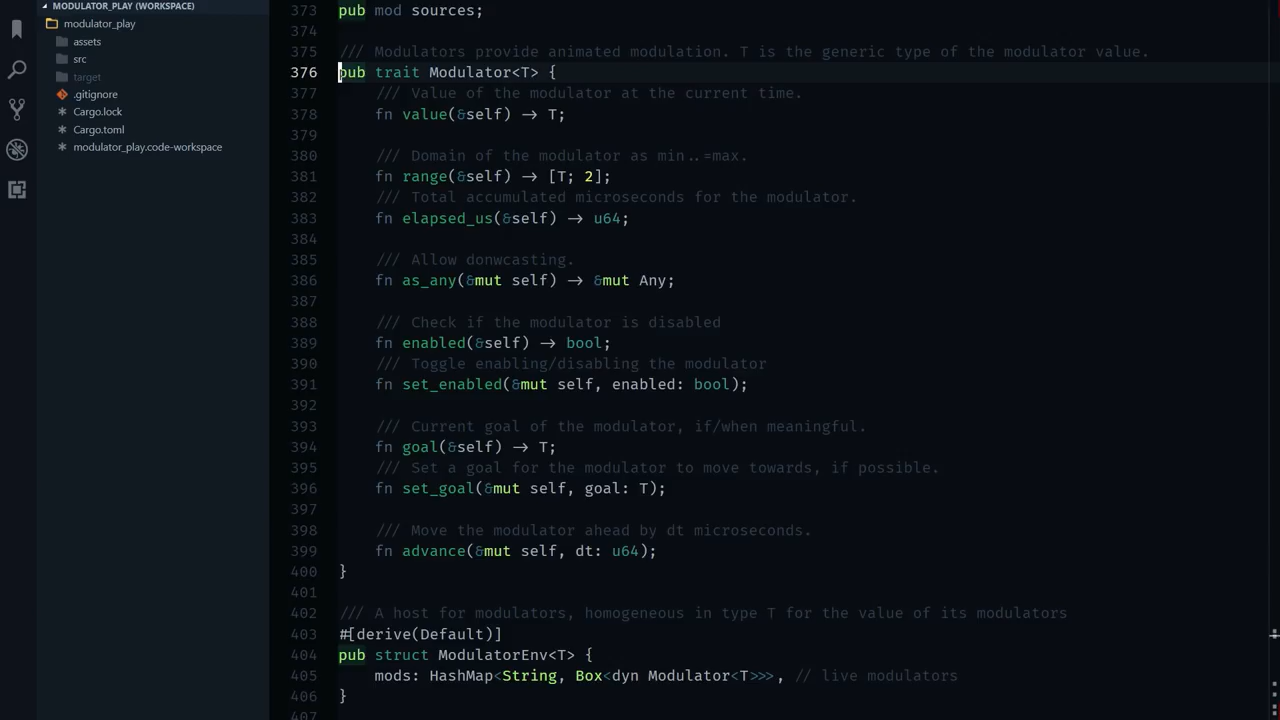 MODULATOR_PLAY (WORKSPACE)
modulator_play
assets
src
target
.gitignore
Cargo.lock
Cargo.toml
modulator_play.code-workspace
373 pub mod sources;
374
375 /// Modulators provide animated modulation. T is the generic type of the modulator value.
376 pub trait Modulator<T> {
377 /// Value of the modulator at the current time.
378 fn value(&self) → T;
379
380 /// Domain of the modulator as min..=max.
381 fn range(&self) → [T; 2];
382 /// Total accumulated microseconds for the modulator.
383 fn elapsed_us(&self) → u64;
384
385 /// Allow donwcasting.
386 fn as_any(&mut self) → &mut Any;
387
388 /// Check if the modulator is disabled
389 fn enabled(&self) → bool;
390 /// Toggle enabling/disabling the modulator
391 fn set_enabled(&mut self, enabled: bool);
392
393 /// Current goal of the modulator, if/when meaningful.
394 fn goal(&self) → T;
395 /// Set a goal for the modulator to move towards, if possible.
396 fn set_goal(&mut self, goal: T);
397
398 /// Move the modulator ahead by dt microseconds.
399 fn advance(&mut self, dt: u64);
400 }
401
402 /// A host for modulators, homogeneous in type T for the value of its modulators
403 #[derive(Default)]
404 pub struct ModulatorEnv<T> {
405 mods: HashMap<String, Box<dyn Modulator<T>>>, // live modulators
406 }
407